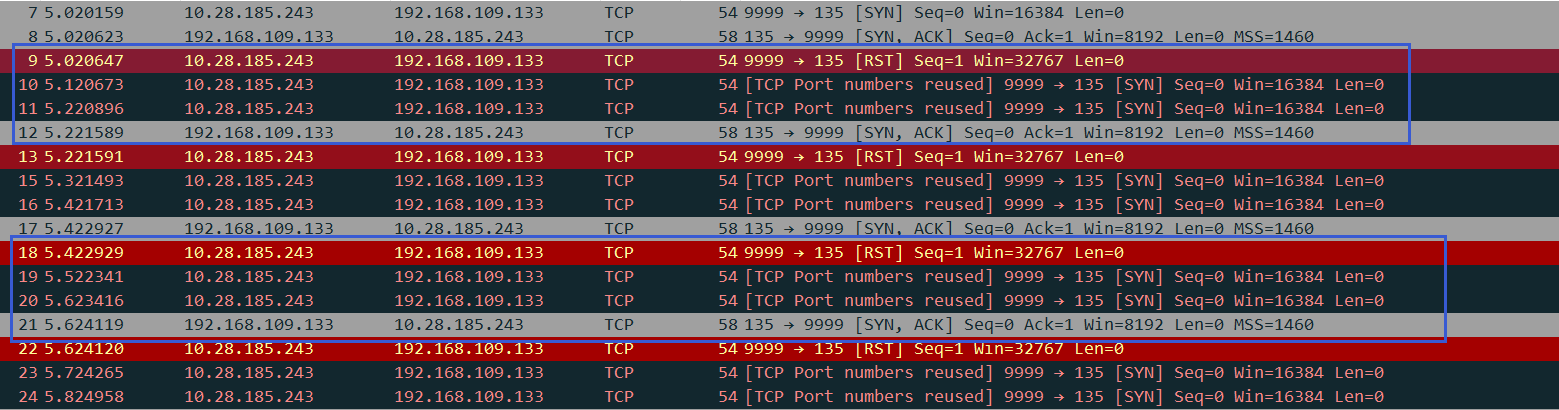 7 5.020159 10.28.185.243 192.168.109.133 TCP 54 9999 → 135 [SYN] Seq=0 Win=16384 Len=0
8 5.020623 192.168.109.133 10.28.185.243 TCP 58 135 → 9999 [SYN, ACK] Seq=0 Ack=1 Win=8192 Len=0 MSS=1460
9 5.020647 10.28.185.243 192.168.109.133 TCP 54 9999 → 135 [RST] Seq=1 Win=32767 Len=0
10 5.120673 10.28.185.243 192.168.109.133 TCP 54 [TCP Port numbers reused] 9999 → 135 [SYN] Seq=0 Win=16384 Len=0
11 5.220896 10.28.185.243 192.168.109.133 TCP 54 [TCP Port numbers reused] 9999 → 135 [SYN] Seq=0 Win=16384 Len=0
12 5.221589 192.168.109.133 10.28.185.243 TCP 58 135 → 9999 [SYN, ACK] Seq=0 Ack=1 Win=8192 Len=0 MSS=1460
13 5.221591 10.28.185.243 192.168.109.133 TCP 54 9999 → 135 [RST] Seq=1 Win=32767 Len=0
15 5.321493 10.28.185.243 192.168.109.133 TCP 54 [TCP Port numbers reused] 9999 → 135 [SYN] Seq=0 Win=16384 Len=0
16 5.421713 10.28.185.243 192.168.109.133 TCP 54 [TCP Port numbers reused] 9999 → 135 [SYN] Seq=0 Win=16384 Len=0
17 5.422927 192.168.109.133 10.28.185.243 TCP 58 135 → 9999 [SYN, ACK] Seq=0 Ack=1 Win=8192 Len=0 MSS=1460
18 5.422929 10.28.185.243 192.168.109.133 TCP 54 9999 → 135 [RST] Seq=1 Win=32767 Len=0
19 5.522341 10.28.185.243 192.168.109.133 TCP 54 [TCP Port numbers reused] 9999 → 135 [SYN] Seq=0 Win=16384 Len=0
20 5.623416 10.28.185.243 192.168.109.133 TCP 54 [TCP Port numbers reused] 9999 → 135 [SYN] Seq=0 Win=16384 Len=0
21 5.624119 192.168.109.133 10.28.185.243 TCP 58 135 → 9999 [SYN, ACK] Seq=0 Ack=1 Win=8192 Len=0 MSS=1460
22 5.624120 10.28.185.243 192.168.109.133 TCP 54 9999 → 135 [RST] Seq=1 Win=32767 Len=0
23 5.724265 10.28.185.243 192.168.109.133 TCP 54 [TCP Port numbers reused] 9999 → 135 [SYN] Seq=0 Win=16384 Len=0
24 5.824958 10.28.185.243 192.168.109.133 TCP 54 [TCP Port numbers reused] 9999 → 135 [SYN] Seq=0 Win=16384 Len=0